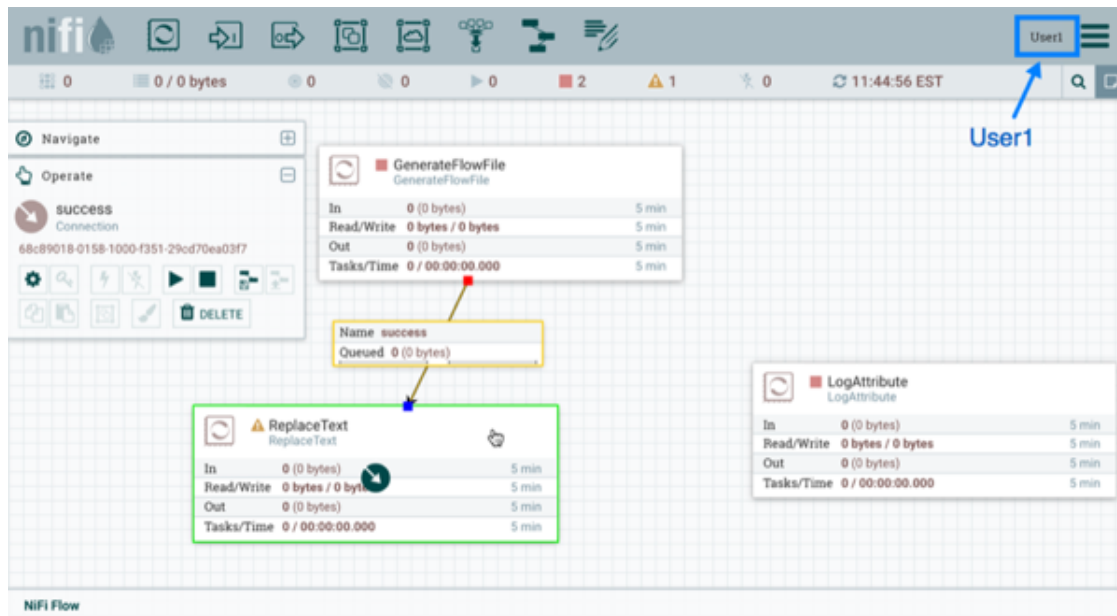 nifi
User1
0
0 / 0 bytes
0
0
0
2
1
0
11:44:56 EST
User1
Navigate
Operate
success
Connection
68c89018-0158-1000-f351-29cd70ea03f7
DELETE
GenerateFlowFile
GenerateFlowFile
In 0 (0 bytes) 5 min
Read/Write 0 bytes / 0 bytes 5 min
Out 0 (0 bytes) 5 min
Tasks/Time 0 / 00:00:00.000 5 min
Name success
Queued 0 (0 bytes)
ReplaceText
ReplaceText
In 0 (0 bytes) 5 min
Read/Write 0 bytes / 0 5 min
Out 0 (0 bytes) 5 min
Tasks/Time 0 / 00:00:00.000 5 min
LogAttribute
LogAttribute
In 0 (0 bytes) 5 min
Read/Write 0 bytes / 0 bytes 5 min
Out 0 (0 bytes) 5 min
Tasks/Time 0 / 00:00:00.000 5 min
NiFi Flow